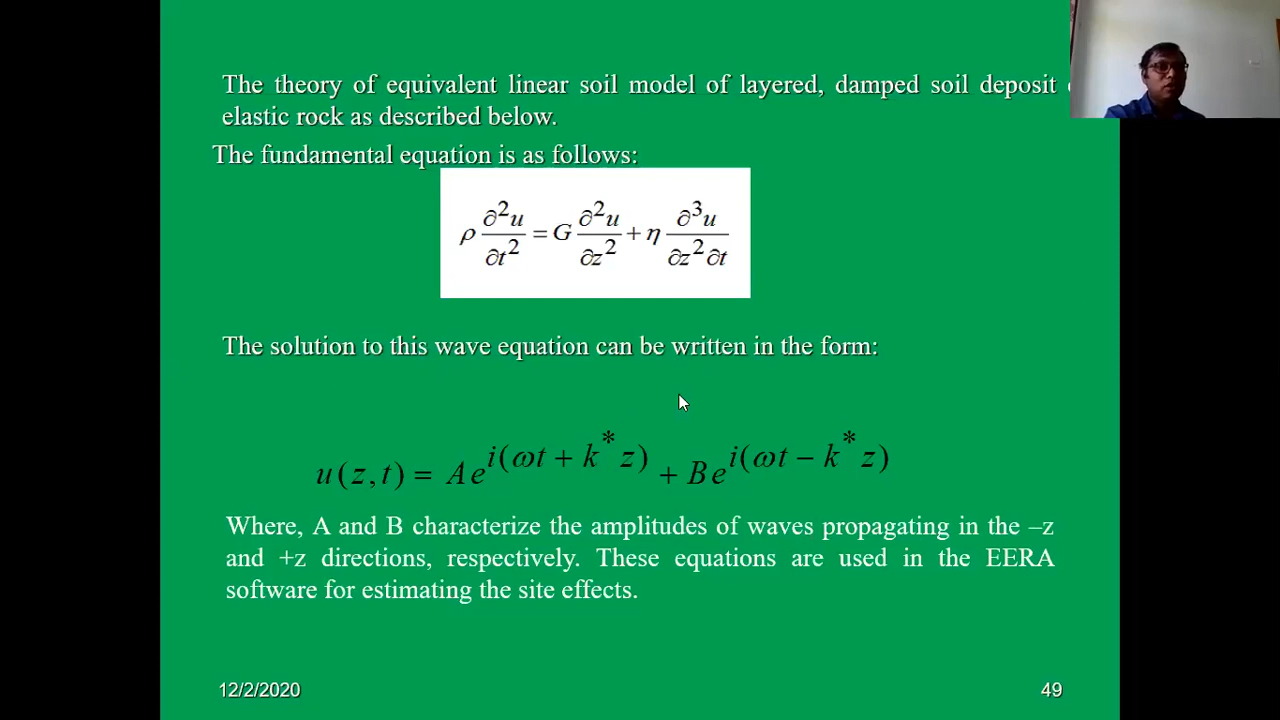 The theory of equivalent linear soil model of layered, damped soil deposit
elastic rock as described below.
The fundamental equation is as follows:
ρ ∂²u/∂t² = G ∂²u/∂z² + η ∂³u/∂z²∂t
The solution to this wave equation can be written in the form:
u(z,t) = Ae^{i(ωt + k*z)} + Be^{i(ωt − k*z)}
Where, A and B characterize the amplitudes of waves propagating in the –z
and +z directions, respectively. These equations are used in the EERA
software for estimating the site effects.
12/2/2020
49